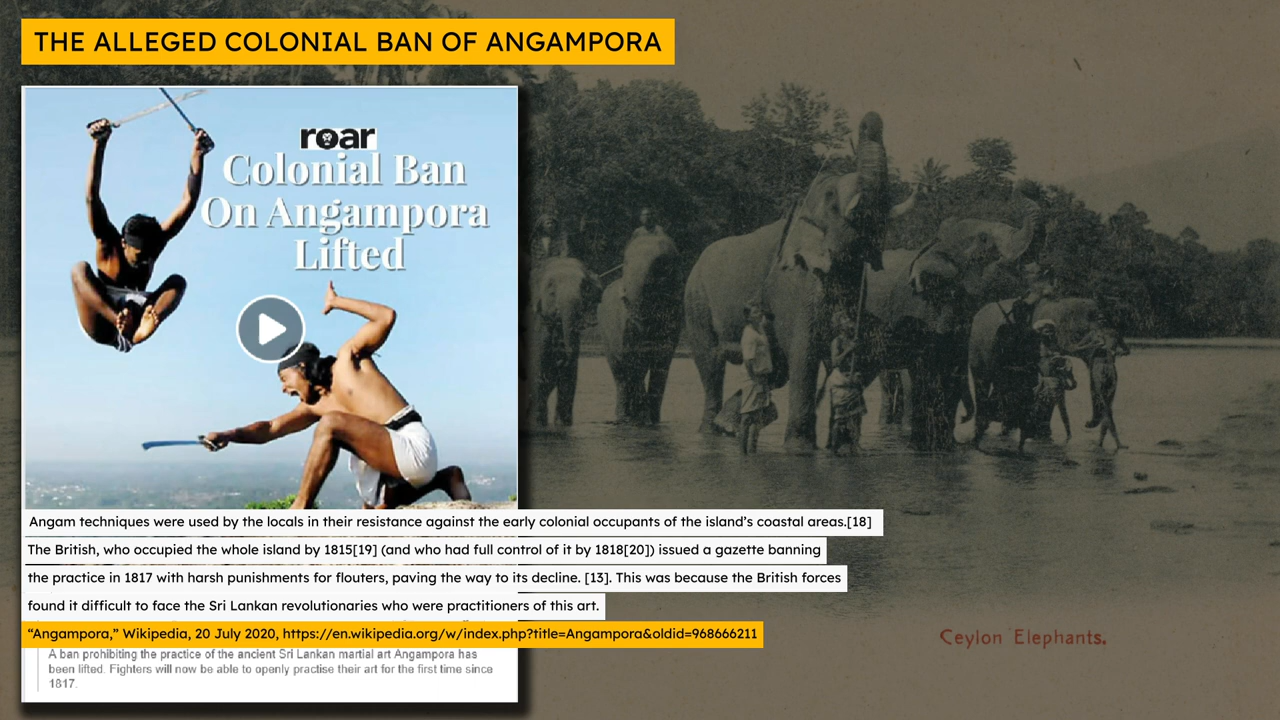 THE ALLEGED COLONIAL BAN OF ANGAMPORA
roar
Colonial Ban
On Angampora
Lifted
Angam techniques were used by the locals in their resistance against the early colonial occupants of the island’s coastal areas.[18]
The British, who occupied the whole island by 1815[19] (and who had full control of it by 1818[20]) issued a gazette banning
the practice in 1817 with harsh punishments for flouters, paving the way to its decline. [13]. This was because the British forces
found it difficult to face the Sri Lankan revolutionaries who were practitioners of this art.
“Angampora,” Wikipedia, 20 July 2020, https://en.wikipedia.org/w/index.php?title=Angampora&oldid=968666211
A ban prohibiting the practice of the ancient Sri Lankan martial art Angampora has
been lifted. Fighters will now be able to openly practise their art for the first time since
1817.
Ceylon Elephants.